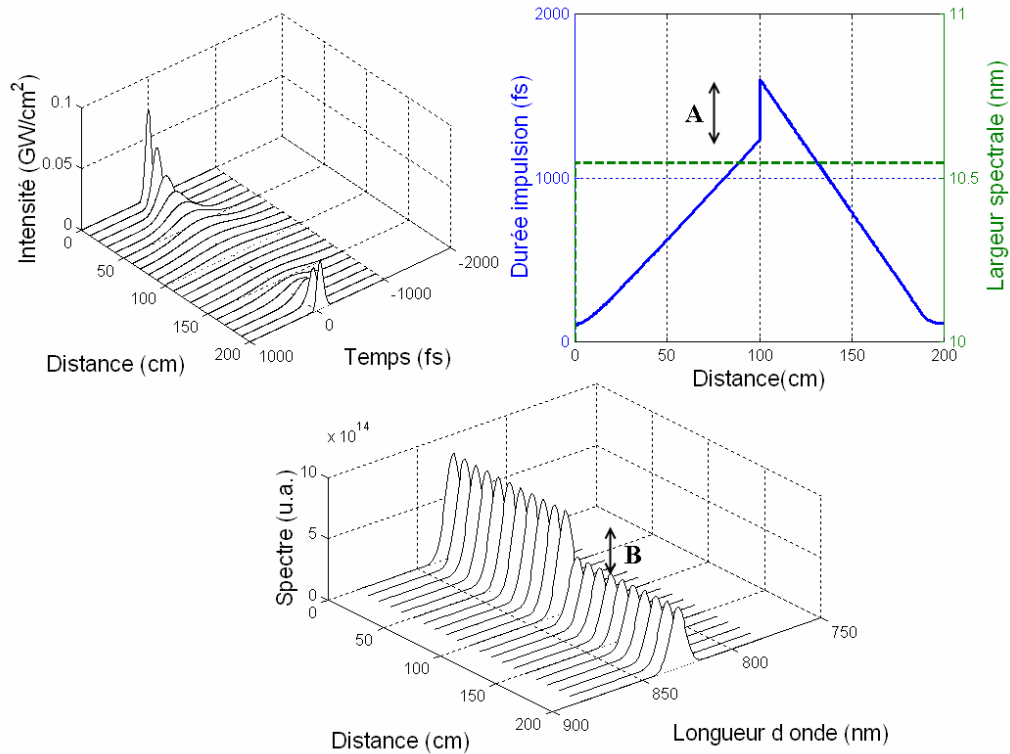 Intensité (GW/cm²)
0.1
0.05
0
0
50
100
150
200
Distance (cm)
1000
0
-1000
-2000
Temps (fs)
Durée impulsion (fs)
2000
1000
0
A
11
10.5
10
Largeur spectrale (nm)
0
50
100
150
200
Distance(cm)
x 10¹⁴
Spectre (u.a.)
10
5
0
B
0
50
100
150
200
Distance (cm)
900
850
800
750
Longueur d onde (nm)